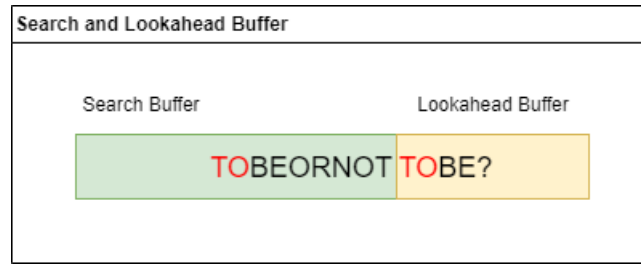 Search and Lookahead Buffer
Search Buffer Lookahead Buffer
TOBEORNOT TOBE?